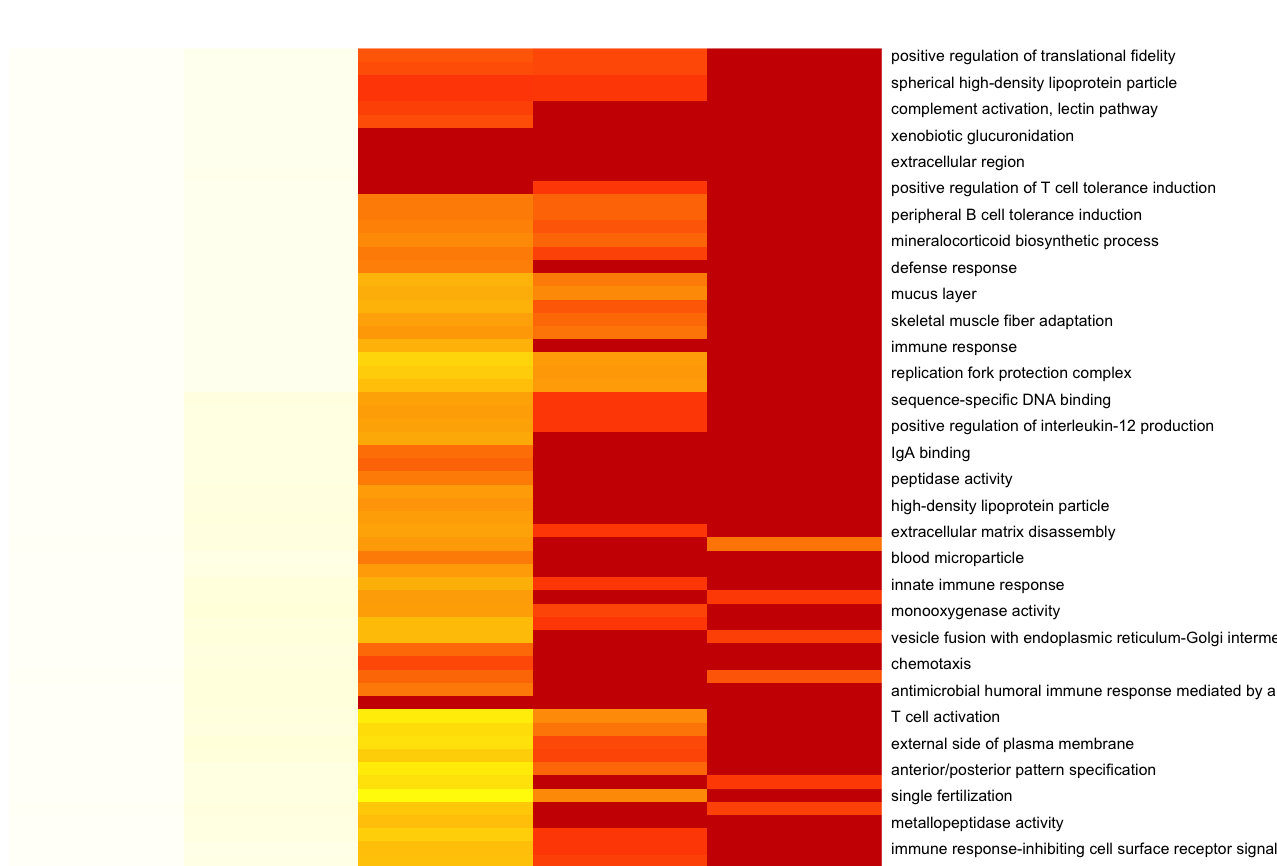 positive regulation of translational fidelity
spherical high-density lipoprotein particle
complement activation, lectin pathway
xenobiotic glucuronidation
extracellular region
positive regulation of T cell tolerance induction
peripheral B cell tolerance induction
mineralocorticoid biosynthetic process
defense response
mucus layer
skeletal muscle fiber adaptation
immune response
replication fork protection complex
sequence-specific DNA binding
positive regulation of interleukin-12 production
IgA binding
peptidase activity
high-density lipoprotein particle
extracellular matrix disassembly
blood microparticle
innate immune response
monooxygenase activity
vesicle fusion with endoplasmic reticulum-Golgi interme
chemotaxis
antimicrobial humoral immune response mediated by a
T cell activation
external side of plasma membrane
anterior/posterior pattern specification
single fertilization
metallopeptidase activity
immune response-inhibiting cell surface receptor signal